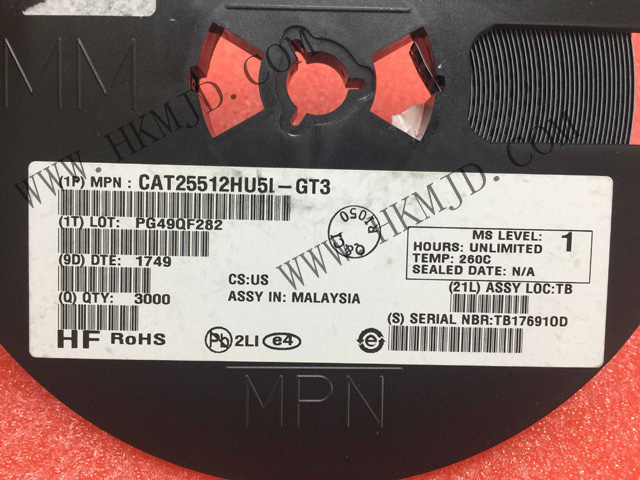 MM
WWW.HKMJD.COM
WWW.HKMJD.COM
(1P) MPN : CAT25512HU5I-GT3
(1T) LOT: PG49QF282
(9D) DTE: 1749
(Q) QTY: 3000
HF RoHS
CS:US
ASSY IN: MALAYSIA
Pb 2LI e4
e
MS LEVEL: 1
HOURS: UNLIMITED
TEMP: 260C
SEALED DATE: N/A
(21L) ASSY LOC:TB
(S) SERIAL NBR:TB176910D
MPN